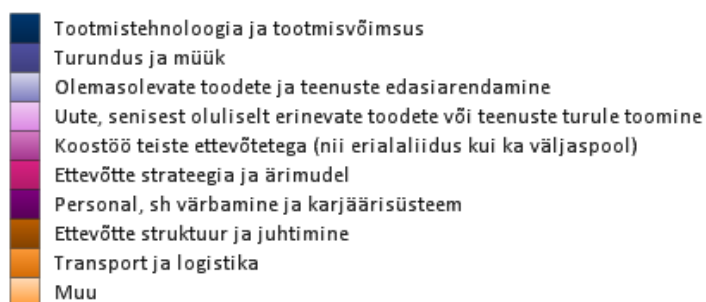 Tootmistehnoloogia ja tootmisvõimsus
Turundus ja müük
Olemasolevate toodete ja teenuste edasiarendamine
Uute, senisest oluliselt erinevate toodete või teenuste turule toomine
Koostöö teiste ettevõtetega (nii erialaliidus kui ka väljaspool)
Ettevõtte strateegia ja ärimudel
Personal, sh värbamine ja karjäärisüsteem
Ettevõtte struktuur ja juhtimine
Transport ja logistika
Muu